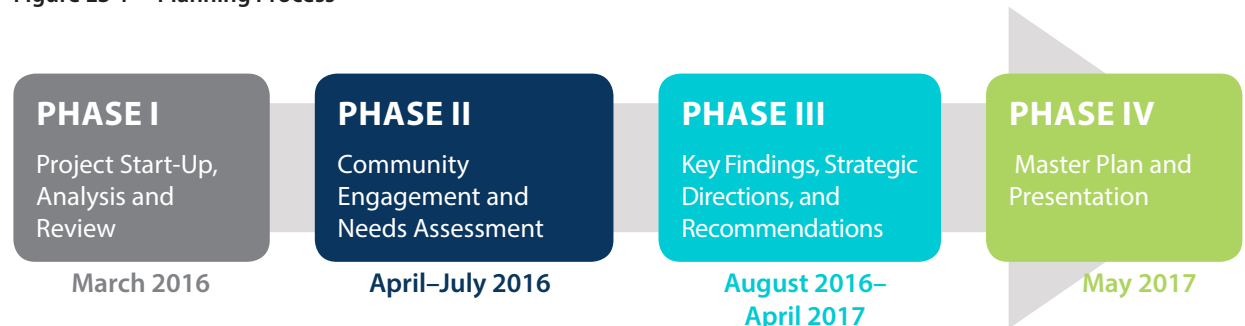 PHASE I
Project Start-Up,
Analysis and
Review
March 2016
PHASE II
Community
Engagement and
Needs Assessment
April–July 2016
PHASE III
Key Findings, Strategic
Directions, and
Recommendations
August 2016–
April 2017
PHASE IV
Master Plan and
Presentation
May 2017